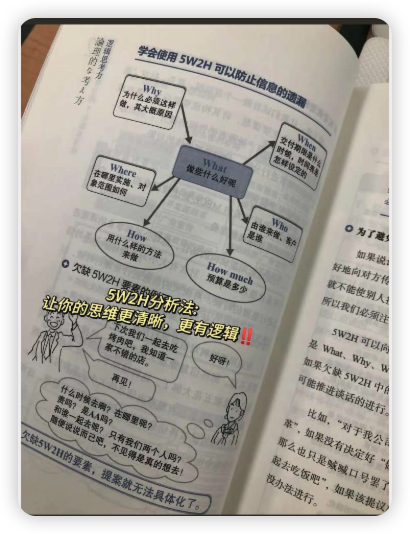 逻辑思考方
論理的な考え方
学会使用 5W2H 可以防止信息的遗漏
Why
为什么必须这样
做，其大概原因
When
交付期限是什么
时候，时间表是
怎样设定的
What
做些什么好呢
Where
在哪里实施，对
象范围如何
Who
由谁来做，客户
是谁
How
用什么样的方法
来做
How much
预算是多少
欠缺 5W2H
5W2H分析法:
让你的思维更清晰，更有逻辑‼️
下次我们一起去吃
烤肉吧。我知道一
家不错的店。
好呀！
再见！
什么时候去啊？在哪里呢？
贵吗？是AA吗？
和谁一起去呢？只有我们两个人吗？
随便说说而已吧，不见得是真的想去！
欠缺5W2H的要素，提案就无法具体化了。
为了避免
如果说话
好地向对方传
就不能使别人
所以我们必须注
5W2H 可以向
是 What、Why、W
如果欠缺 5W2H 中的
可能推进谈话的进行。
比如，“对于我公司
革”，如果没有决定好“
那么也只是喊喊口号罢了
起去吃饭吧”，如果该提议
没办法进行。